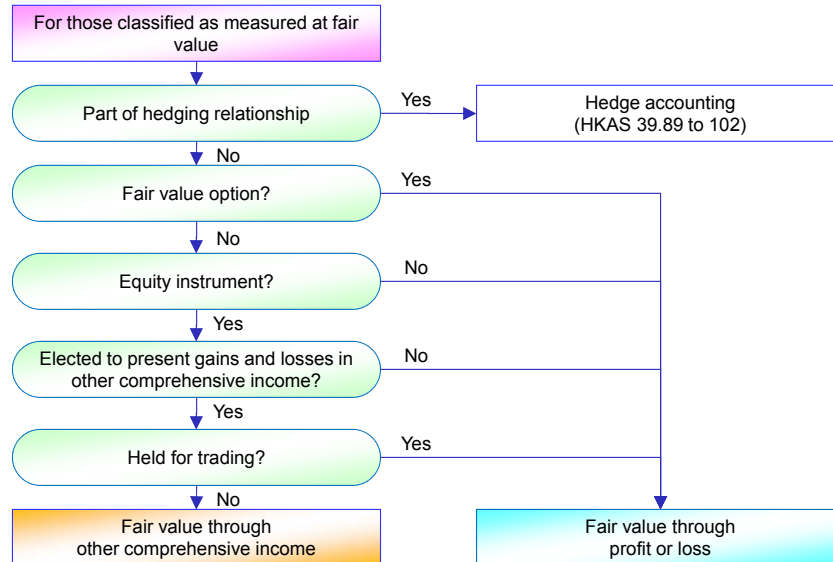 For those classified as measured at fair
value
Part of hedging relationship
Yes
Hedge accounting
(HKAS 39.89 to 102)
No
Fair value option?
Yes
No
Equity instrument?
No
Yes
Elected to present gains and losses in
other comprehensive income?
No
Yes
Held for trading?
Yes
No
Fair value through
other comprehensive income
Fair value through
profit or loss